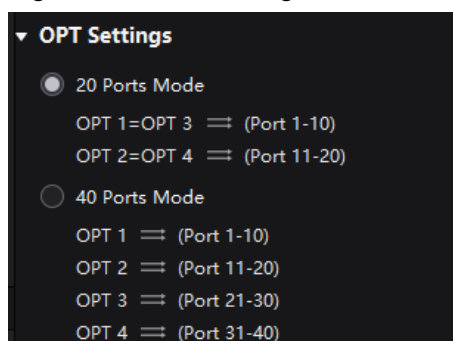 OPT Settings
20 Ports Mode
OPT 1=OPT 3 ⇉ (Port 1-10)
OPT 2=OPT 4 ⇉ (Port 11-20)
40 Ports Mode
OPT 1 ⇉ (Port 1-10)
OPT 2 ⇉ (Port 11-20)
OPT 3 ⇉ (Port 21-30)
OPT 4 ⇉ (Port 31-40)